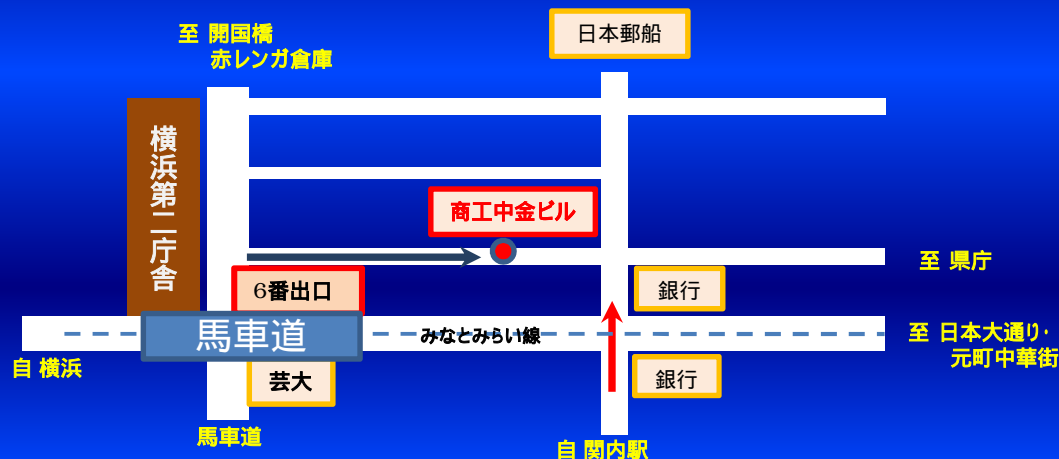 至 開国橋
赤レンガ倉庫
日本郵船
横浜第二庁舎
商工中金ビル
至 県庁
6番出口
銀行
馬車道
みなとみらい線
至 日本大通り・
元町中華街
自 横浜
芸大
銀行
馬車道
自 関内駅